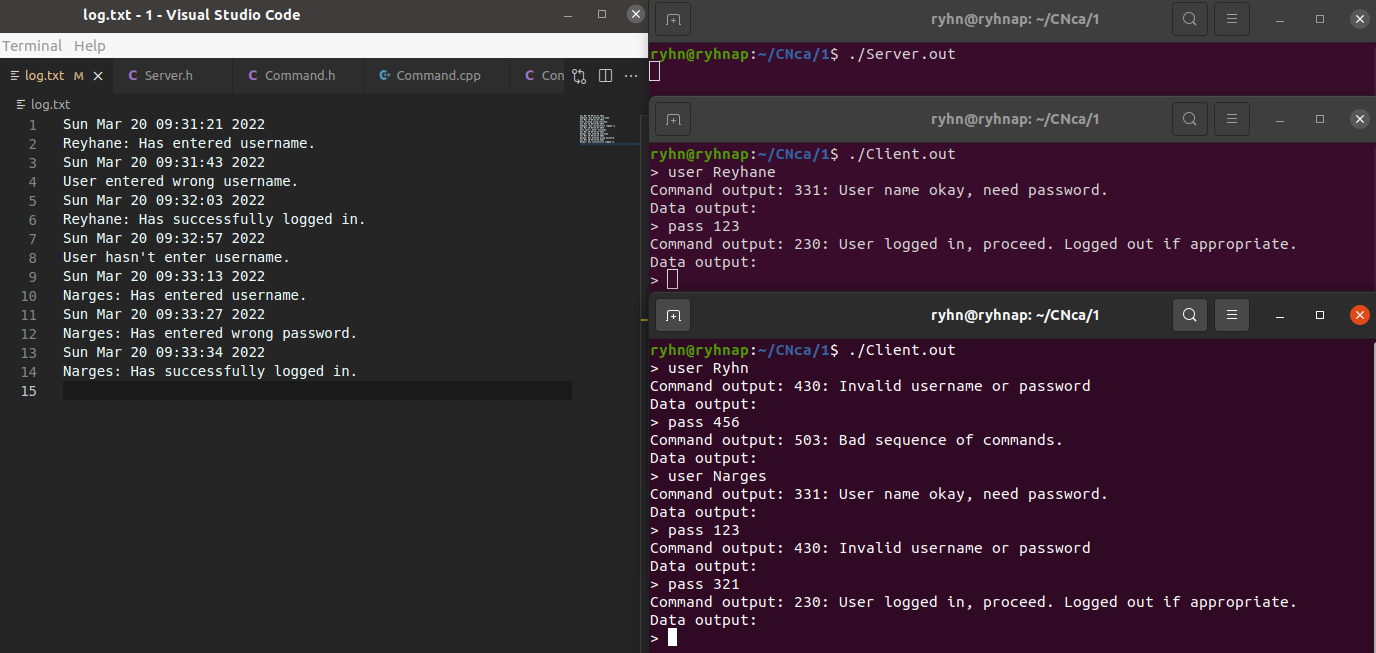 log.txt - 1 - Visual Studio Code
Terminal Help
log.txt M Server.h Command.h Command.cpp Con
log.txt
1 Sun Mar 20 09:31:21 2022
2 Reyhane: Has entered username.
3 Sun Mar 20 09:31:43 2022
4 User entered wrong username.
5 Sun Mar 20 09:32:03 2022
6 Reyhane: Has successfully logged in.
7 Sun Mar 20 09:32:57 2022
8 User hasn't enter username.
9 Sun Mar 20 09:33:13 2022
10 Narges: Has entered username.
11 Sun Mar 20 09:33:27 2022
12 Narges: Has entered wrong password.
13 Sun Mar 20 09:33:34 2022
14 Narges: Has successfully logged in.
15
ryhn@ryhnap: ~/CNca/1
ryhn@ryhnap:~/CNca/1$ ./Server.out
ryhn@ryhnap: ~/CNca/1
ryhn@ryhnap:~/CNca/1$ ./Client.out
> user Reyhane
Command output: 331: User name okay, need password.
Data output:
> pass 123
Command output: 230: User logged in, proceed. Logged out if appropriate.
Data output:
>
ryhn@ryhnap: ~/CNca/1
ryhn@ryhnap:~/CNca/1$ ./Client.out
> user Ryhn
Command output: 430: Invalid username or password
Data output:
> pass 456
Command output: 503: Bad sequence of commands.
Data output:
> user Narges
Command output: 331: User name okay, need password.
Data output:
> pass 123
Command output: 430: Invalid username or password
Data output:
> pass 321
Command output: 230: User logged in, proceed. Logged out if appropriate.
Data output:
>